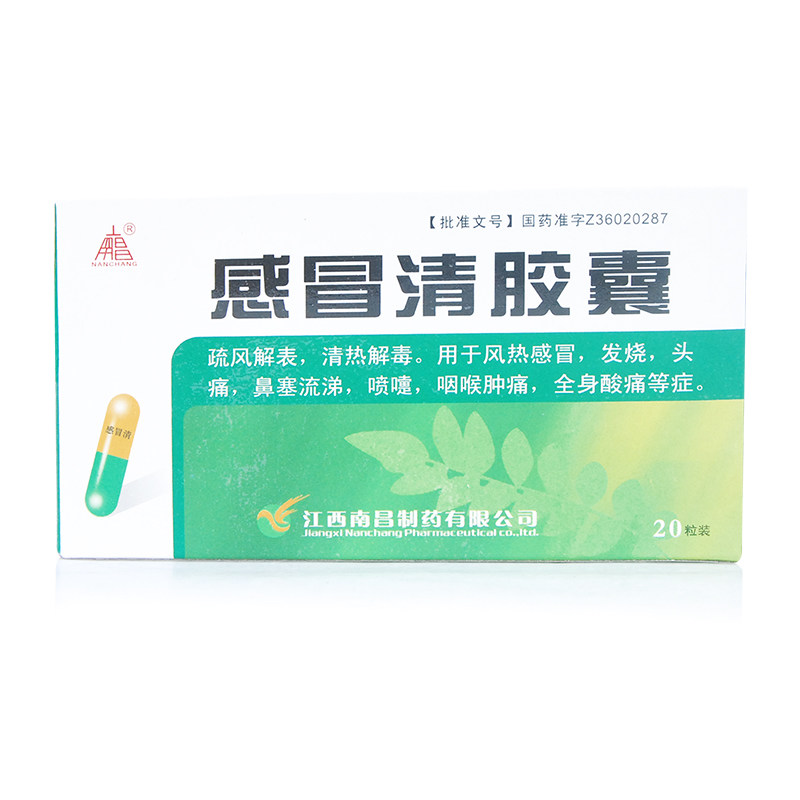 【批准文号】国药准字Z36020287
南昌®
NANCHANG
感冒清胶囊
疏风解表，清热解毒。用于风热感冒，发烧，头
痛，鼻塞流涕，喷嚏，咽喉肿痛，全身酸痛等症。
感冒清
江西南昌制药有限公司
Jiangxi Nanchang Pharmaceutical co.,ltd.
20粒装